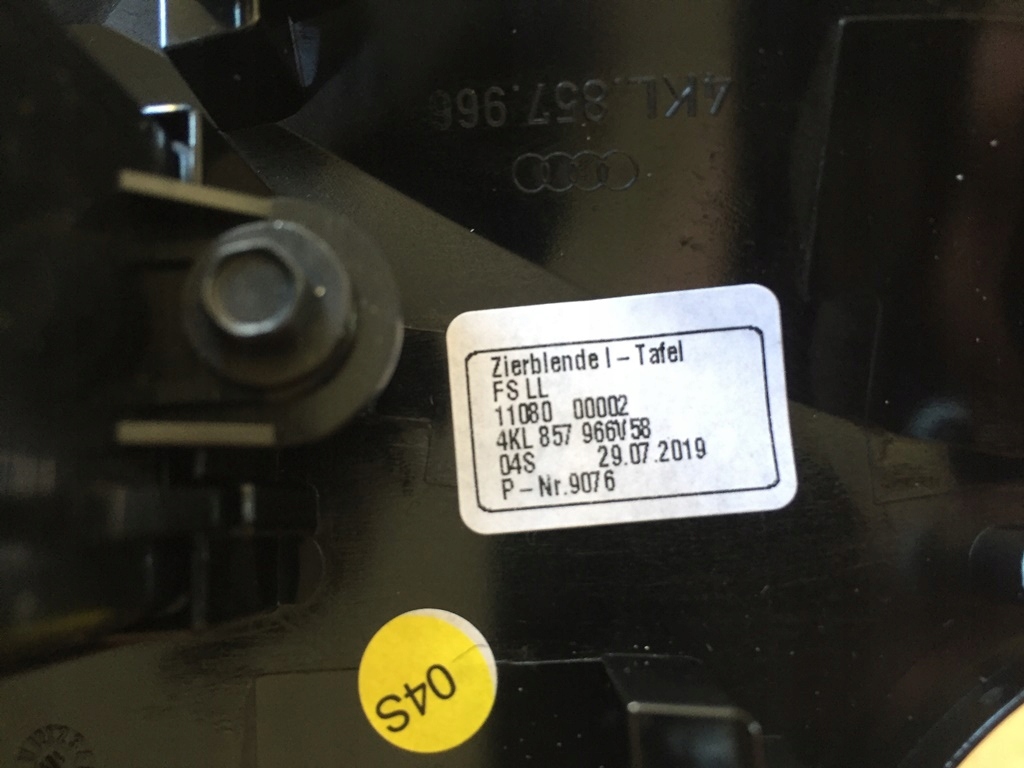 4KL.857.966
Zierblende I - Tafel
FS LL
11080 00002
4KL 857 966V58
04S 29.07.2019
P - Nr.9076
04S